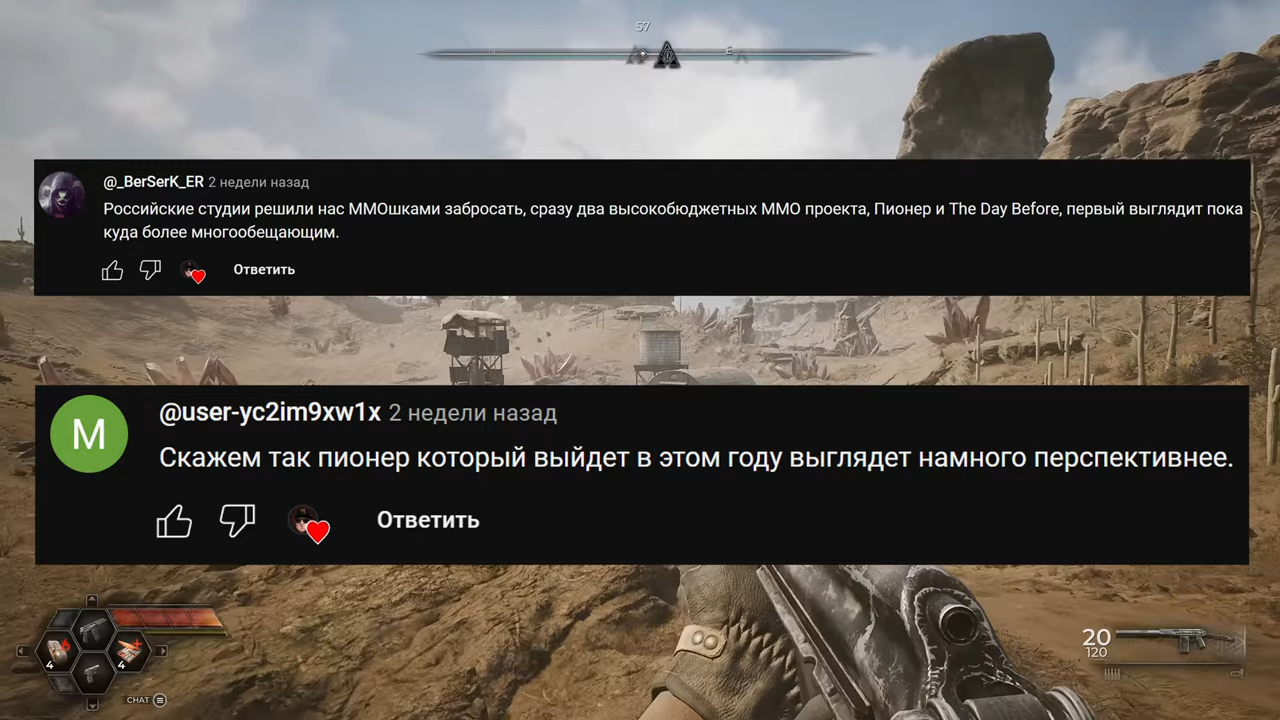 57
E
@_BerSerK_ER 2 недели назад
Российские студии решили нас ММОшками забросать, сразу два высокобюджетных ММО проекта, Пионер и The Day Before, первый выглядит пока
куда более многообещающим.
Ответить
M
@user-yc2im9xw1x 2 недели назад
Скажем так пионер который выйдет в этом году выглядет намного перспективнее.
Ответить
4
4
CHAT
20
120